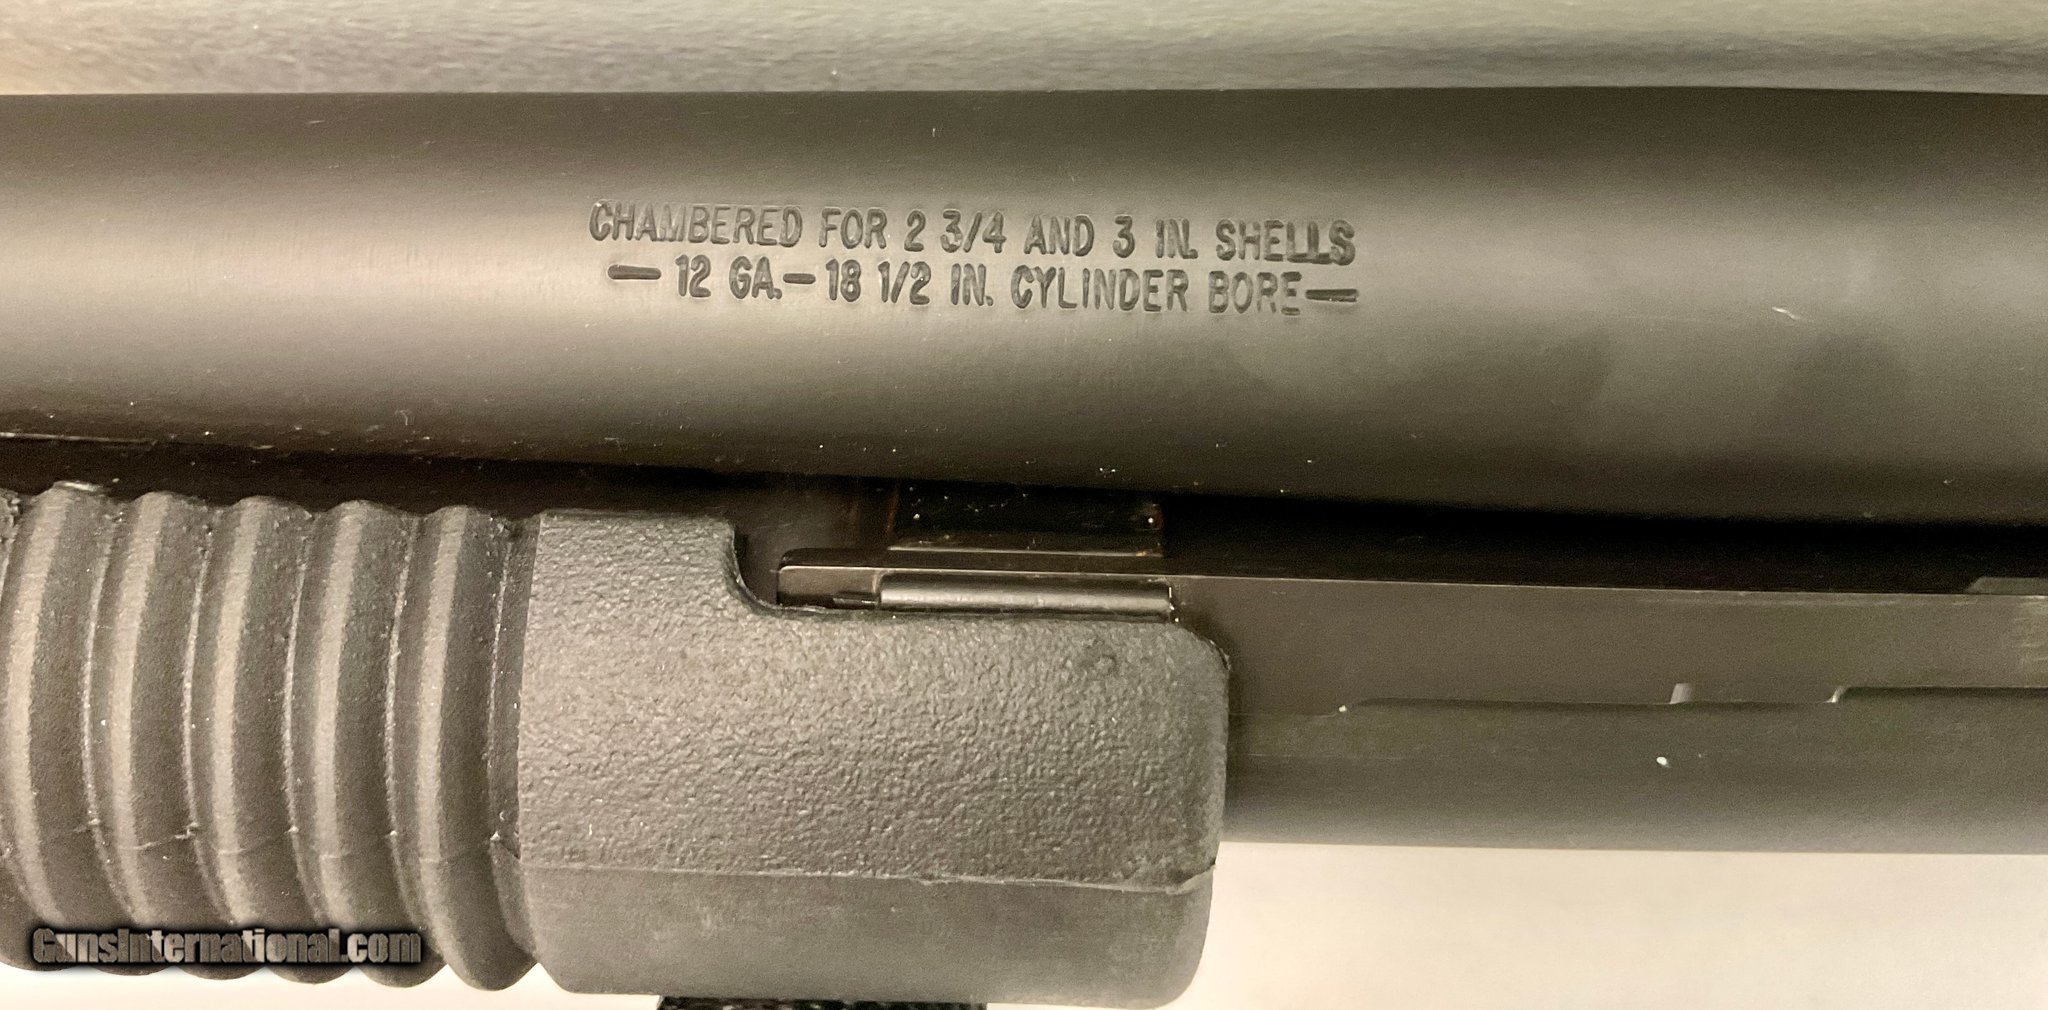 CHAMBERED FOR 2 3/4 AND 3 IN. SHELLS
— 12 GA.— 18 1/2 IN. CYLINDER BORE —
GunsInternational.com